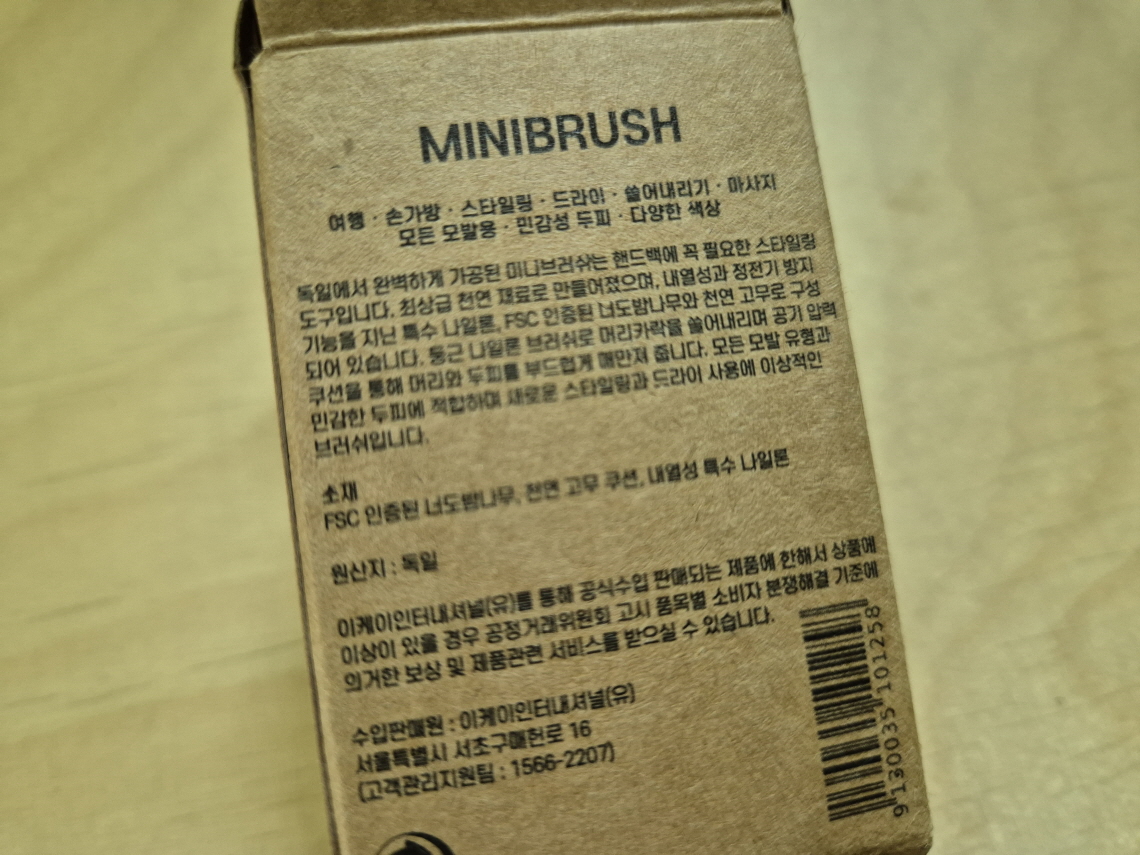 MINIBRUSH
여행 · 손가방 · 스타일링 · 드라이 · 쓸어내리기 · 마사지
모든 모발용 · 민감성 두피 · 다양한 색상
독일에서 완벽하게 가공된 미니브러쉬는 핸드백에 꼭 필요한 스타일링
도구입니다. 최상급 천연 재료로 만들어졌으며, 내열성과 정전기 방지
기능을 지닌 특수 나일론, FSC 인증된 너도밤나무와 천연 고무로 구성
되어 있습니다. 둥근 나일론 브러쉬로 머리카락을 쓸어내리며 공기 압력
쿠션을 통해 머리와 두피를 부드럽게 매만져 줍니다. 모든 모발 유형과
민감한 두피에 적합하며 새로운 스타일링과 드라이 사용에 이상적인
브러쉬입니다.
소재
FSC 인증된 너도밤나무, 천연 고무 쿠션, 내열성 특수 나일론
원산지 : 독일
이케이인터내셔널(유)를 통해 공식수입 판매되는 제품에 한해서 상품에
이상이 있을 경우 공정거래위원회 고시 품목별 소비자 분쟁해결 기준에
의거한 보상 및 제품관련 서비스를 받으실 수 있습니다.
수입판매원 : 이케이인터내셔널(유)
서울특별시 서초구매헌로 16
(고객관리지원팀 : 1566-2207)
9130035101258